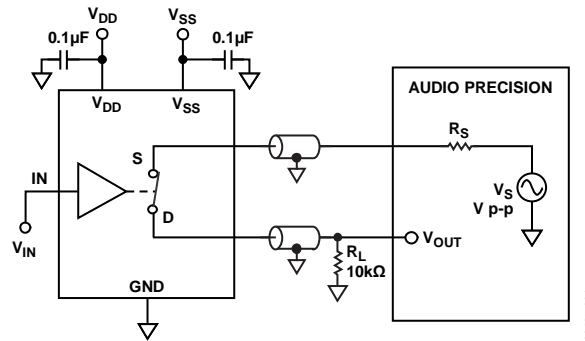 VDD
VSS
0.1µF
0.1µF
VDD
VSS
AUDIO PRECISION
RS
S
IN
VS
V p-p
D
VIN
VOUT
RL
10kΩ
GND